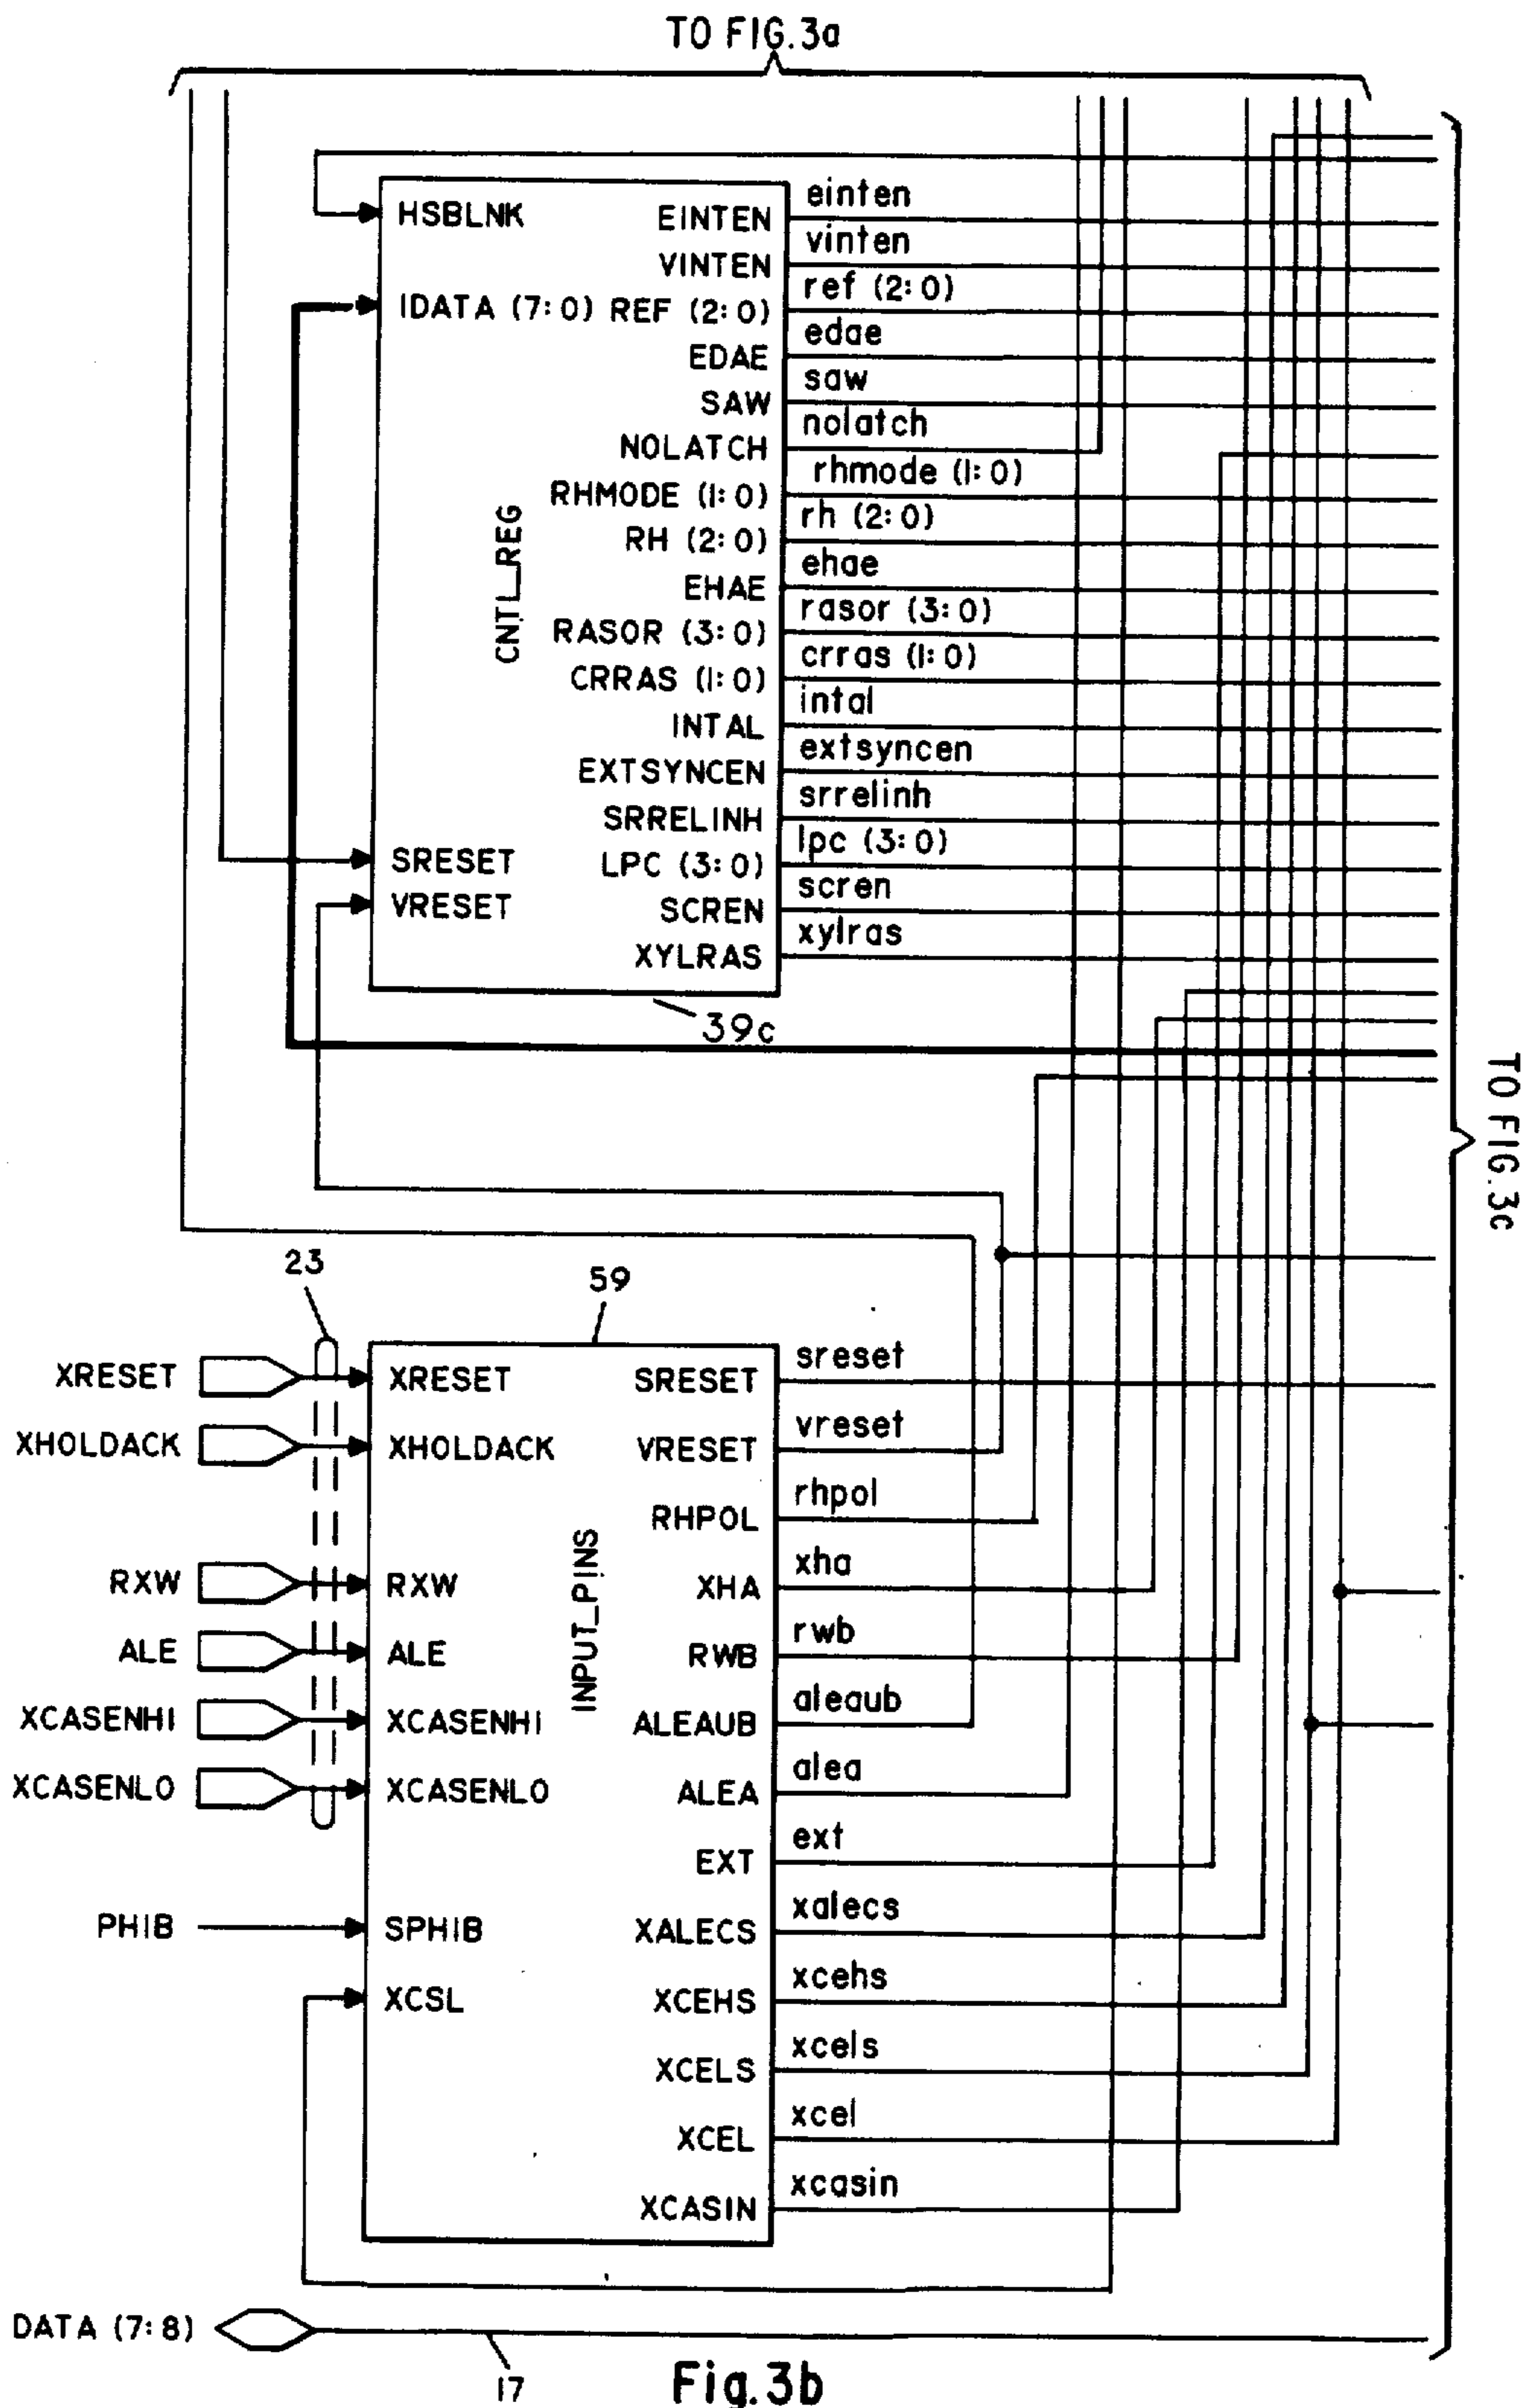 TO FIG.3a
einten
HSBLNK EINTEN
vinten
VINTEN
ref (2:0)
IDATA (7:0) REF (2:0)
edae
EDAE
saw
SAW
nolatch
NOLATCH
rhmode (1:0)
RHMODE (1:0)
rh (2:0)
RH (2:0)
ehae
EHAE
rasor (3:0)
RASOR (3:0)
crras (1:0)
CRRAS (1:0)
intal
INTAL
extsyncen
EXTSYNCEN
srrelinh
SRRELINH
lpc (3:0)
SRESET LPC (3:0)
scren
VRESET SCREN
xylras
XYLRAS
CNTL_REG
39c
TO FIG.3c
23
59
sreset
XRESET XRESET SRESET
vreset
XHOLDACK XHOLDACK VRESET
rhpol
RHPOL
xha
RXW RXW XHA
rwb
ALE ALE RWB
aleaub
XCASENHI XCASENHI ALEAUB
alea
XCASENLO XCASENLO ALEA
ext
EXT
xalecs
PHIB SPHIB XALECS
xcehs
XCSL XCEHS
xcels
XCELS
xcel
XCEL
xcasin
XCASIN
INPUT_PINS
DATA (7:8)
17
Fig.3b